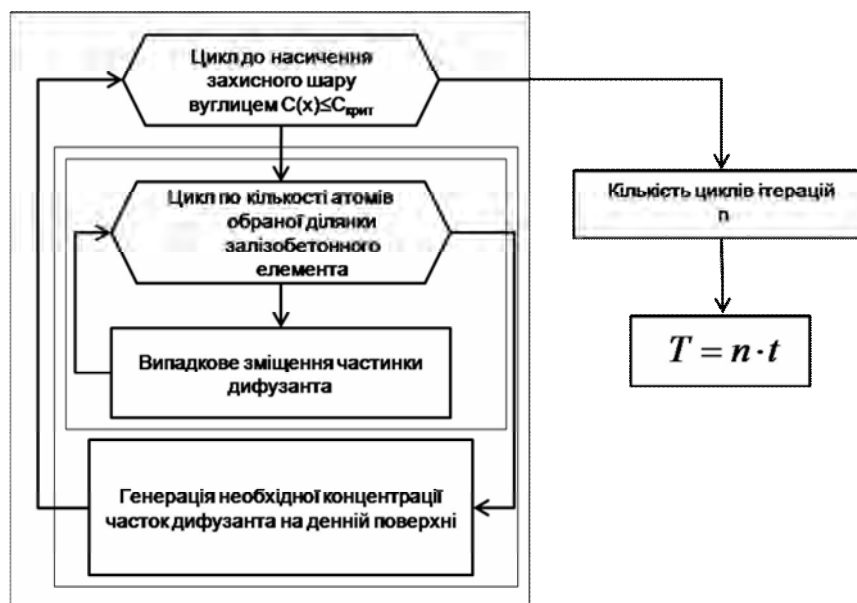 Цикл до насичення
захисного шару
вуглицем C(x)≤Cкрит
Цикл по кількості атомів
обраної ділянки
залізобетонного
елемента
Випадкове зміщення частинки
дифузанта
Генерація необхідної концентрації
часток дифузанта на денній поверхні
Кількість циклів ітерацій
n
T = n · t